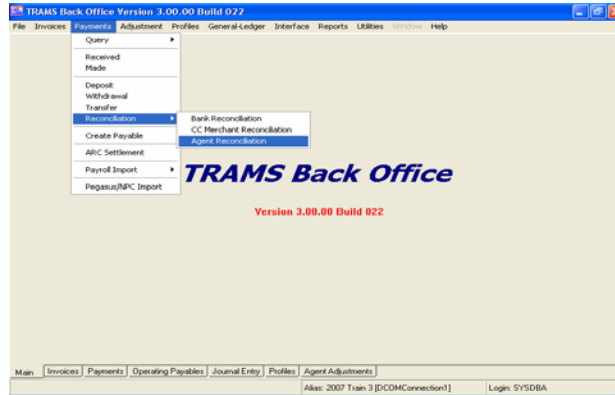 TRAMS Back Office Version 3.00.00 Build 022
File Invoices Payments Adjustment Profiles General-Ledger Interface Reports Utilities Window Help
Query
Received
Made
Deposit
Withdrawal
Transfer
Reconciliation
Bank Reconciliation
CC Merchant Reconciliation
Agent Reconciliation
Create Payable
ARC Settlement
Payroll Import
Pegasus/NPC Import
TRAMS Back Office
Version 3.00.00 Build 022
Main Invoices Payments Operating Payables Journal Entry Profiles Agent Adjustments
Alias: 2007 Train 3 [DCOMConnection1] Login: SYSDBA